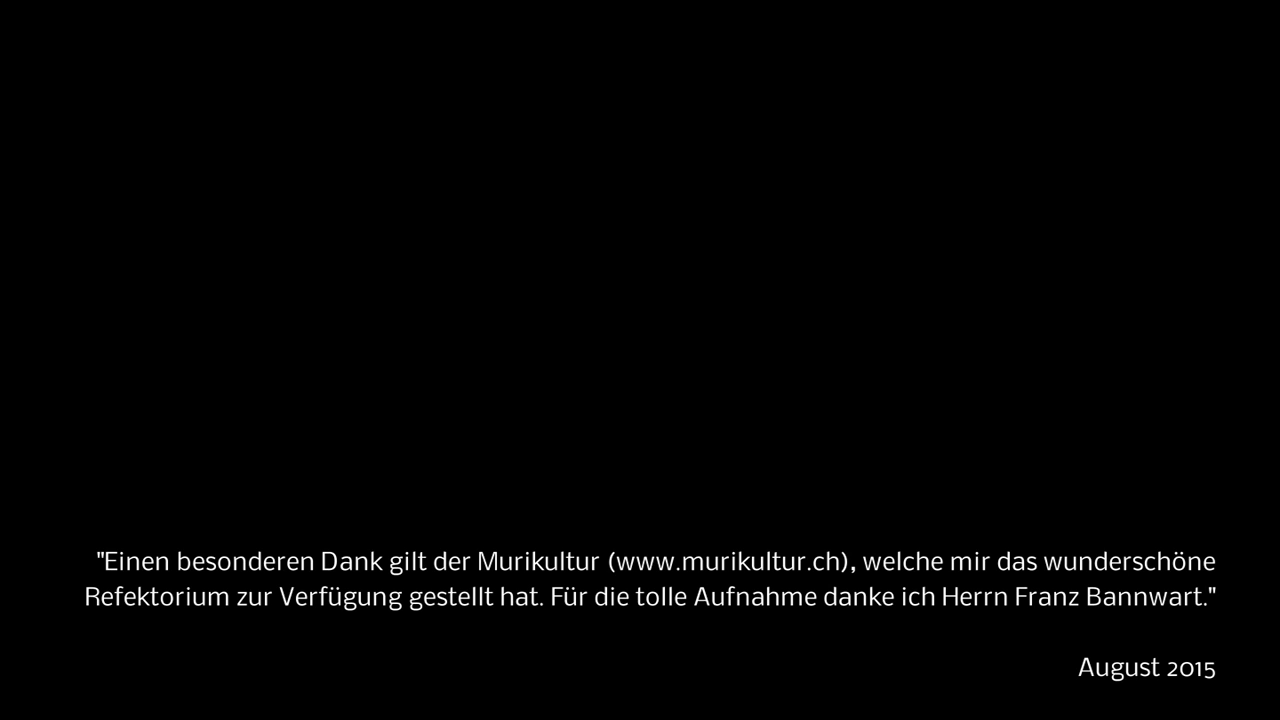 "Einen besonderen Dank gilt der Murikultur (www.murikultur.ch), welche mir das wunderschöne
Refektorium zur Verfügung gestellt hat. Für die tolle Aufnahme danke ich Herrn Franz Bannwart."
August 2015